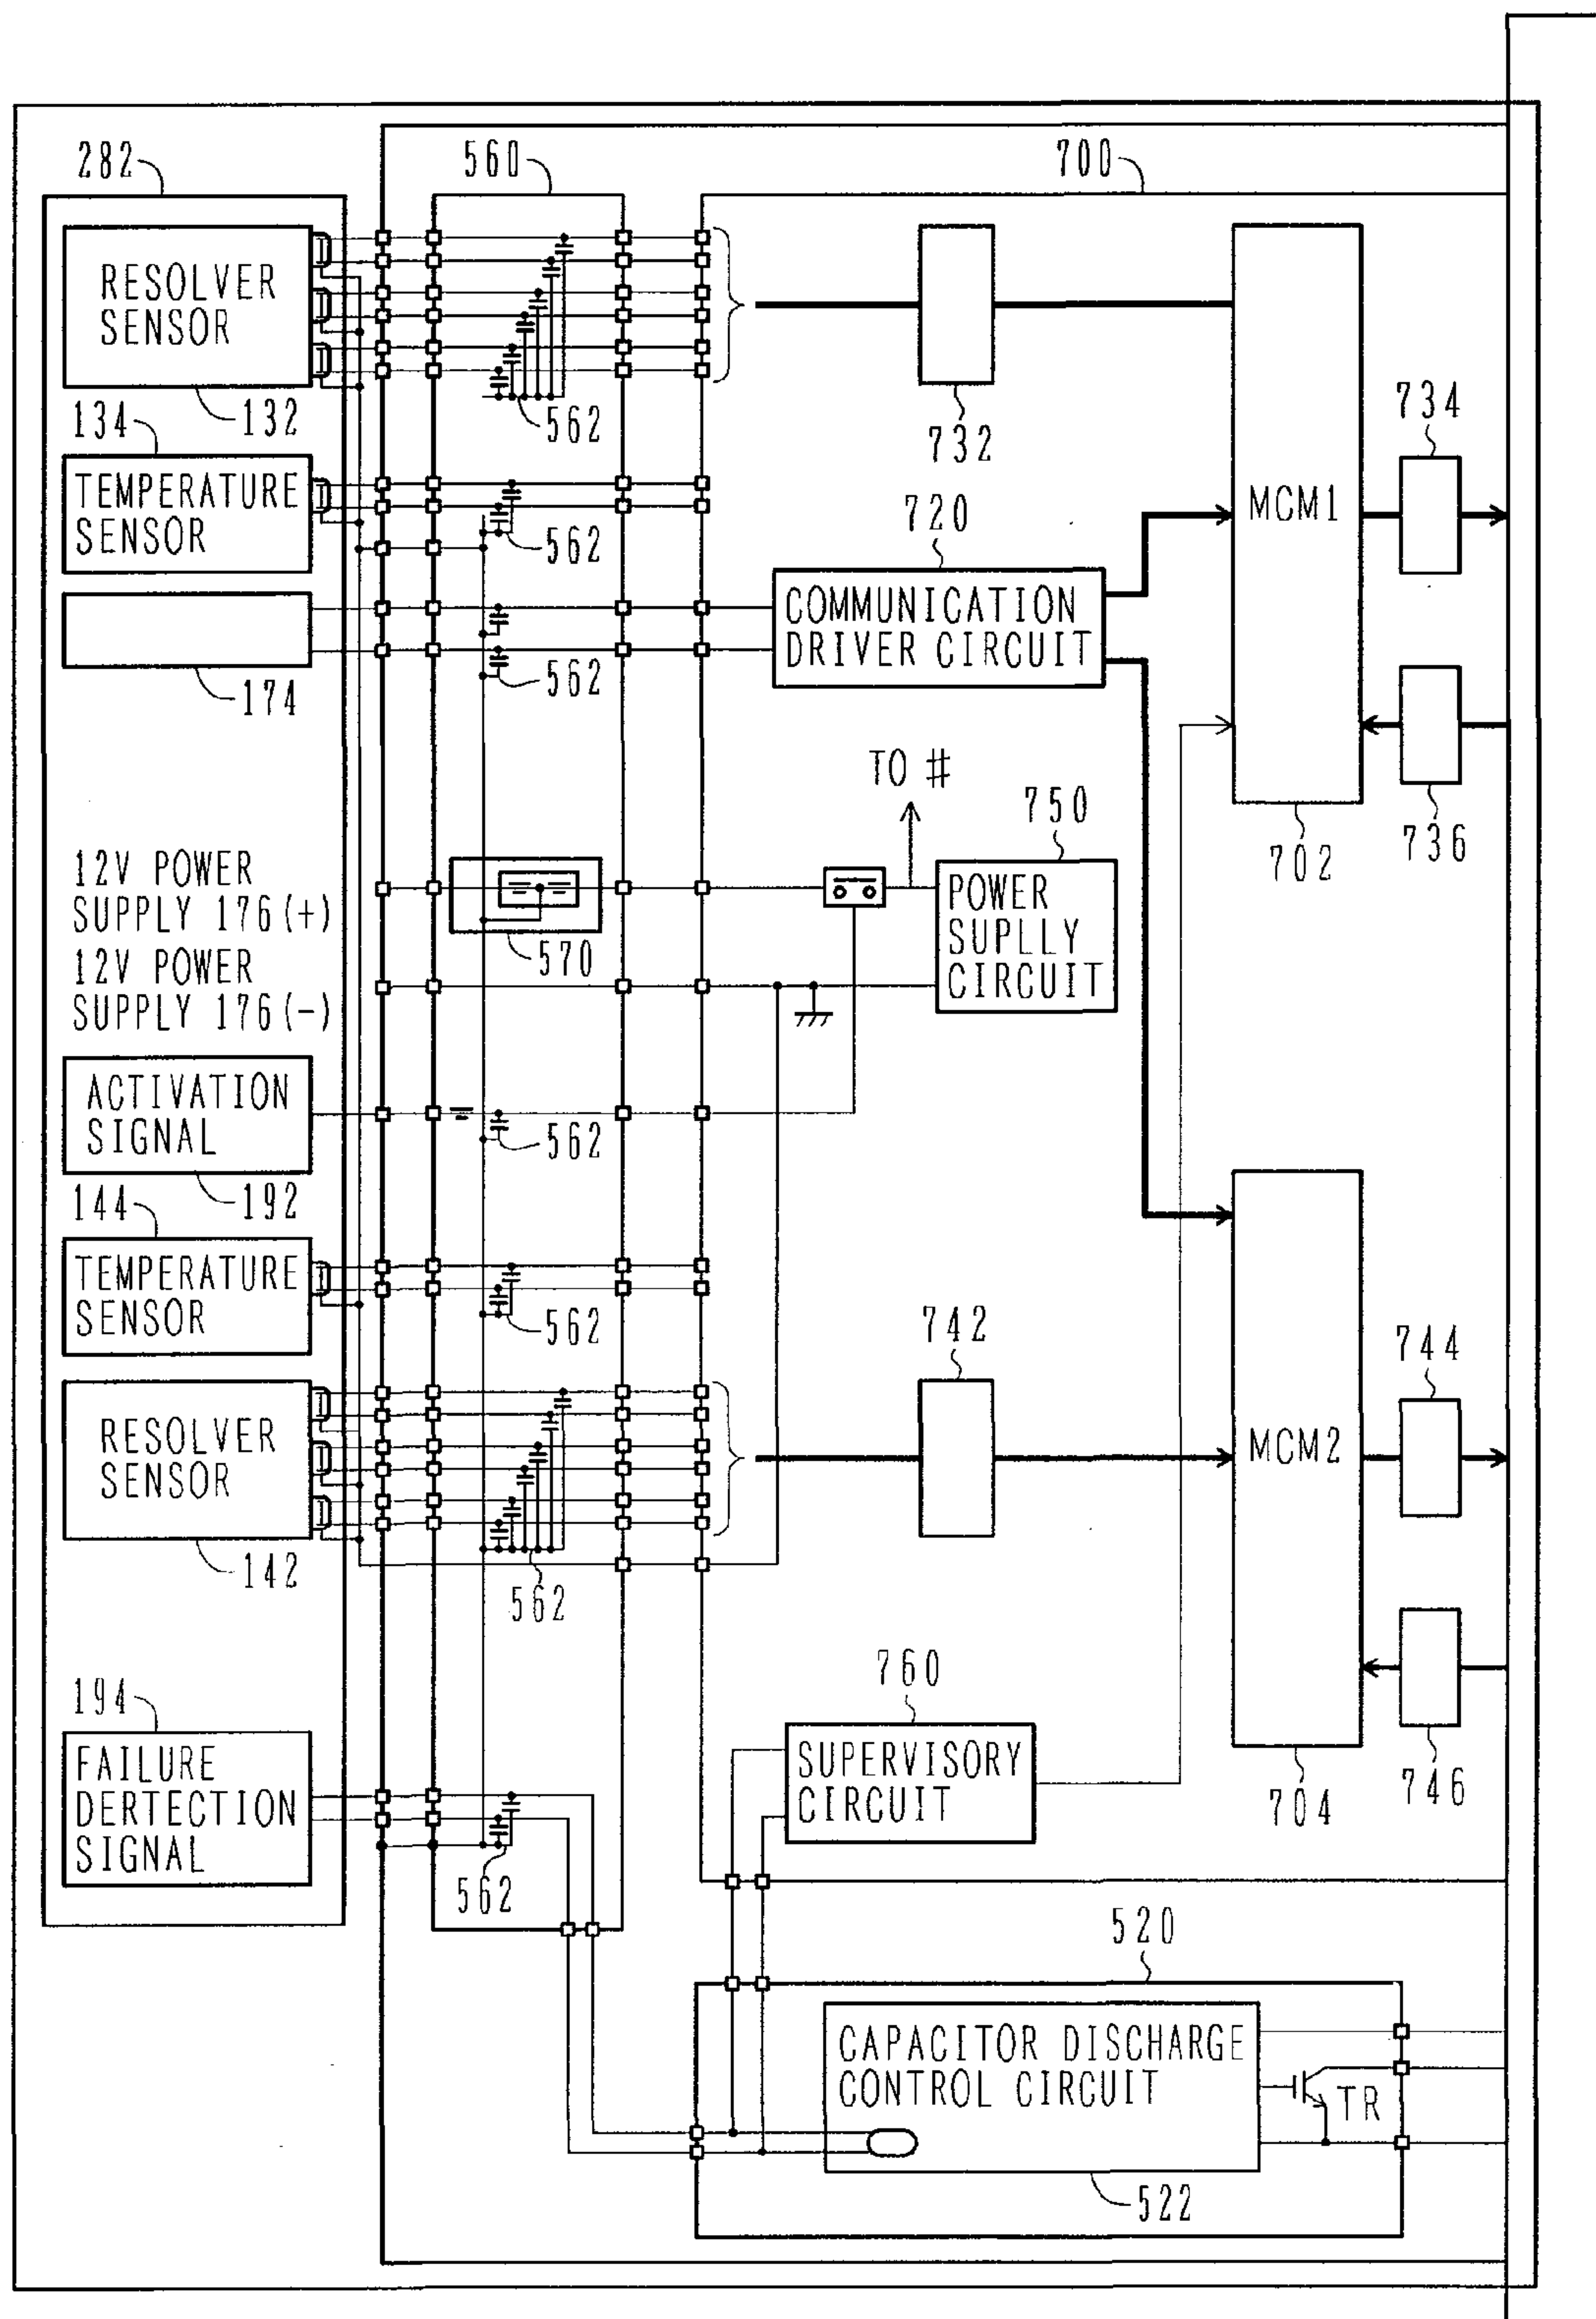 282
560
700
RESOLVER
SENSOR
132
562
732
734
134
TEMPERATURE
SENSOR
562
720
MCM1
COMMUNICATION
DRIVER CIRCUIT
174
562
TO #
750
702
736
12V POWER
SUPPLY 176(+)
570
POWER
SUPLLY
CIRCUIT
12V POWER
SUPPLY 176(-)
ACTIVATION
SIGNAL
192
562
144
TEMPERATURE
SENSOR
562
742
744
RESOLVER
SENSOR
142
562
MCM2
760
194
FAILURE
DERTECTION
SIGNAL
562
SUPERVISORY
CIRCUIT
704
746
520
CAPACITOR DISCHARGE
CONTROL CIRCUIT
TR
522